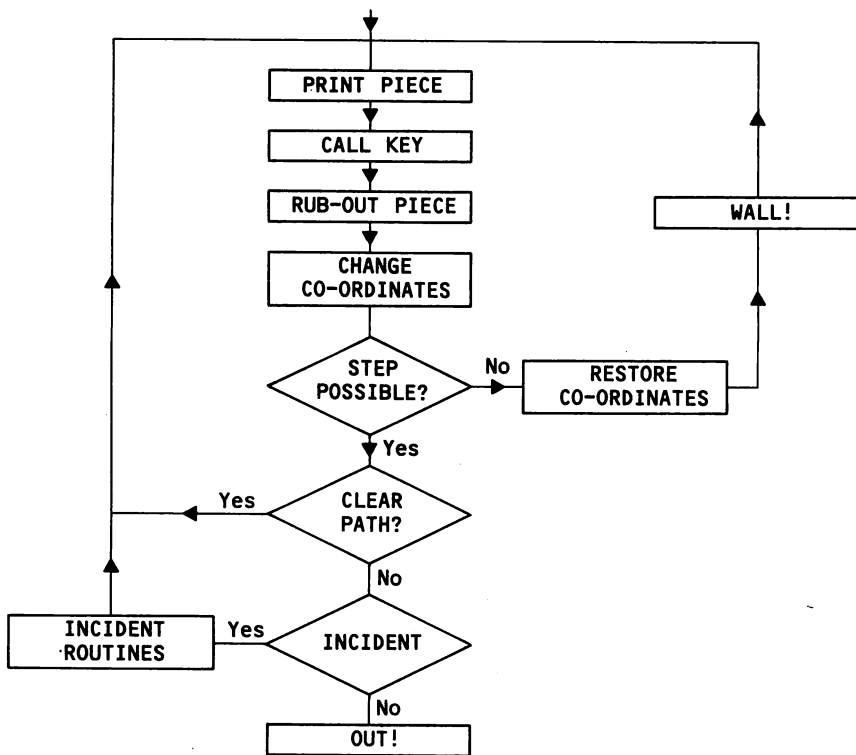 PRINT PIECE
CALL KEY
RUB-OUT PIECE
WALL!
CHANGE
CO-ORDINATES
STEP
POSSIBLE?
No
RESTORE
CO-ORDINATES
Yes
CLEAR
PATH?
Yes
No
INCIDENT
ROUTINES
Yes
INCIDENT
No
OUT!